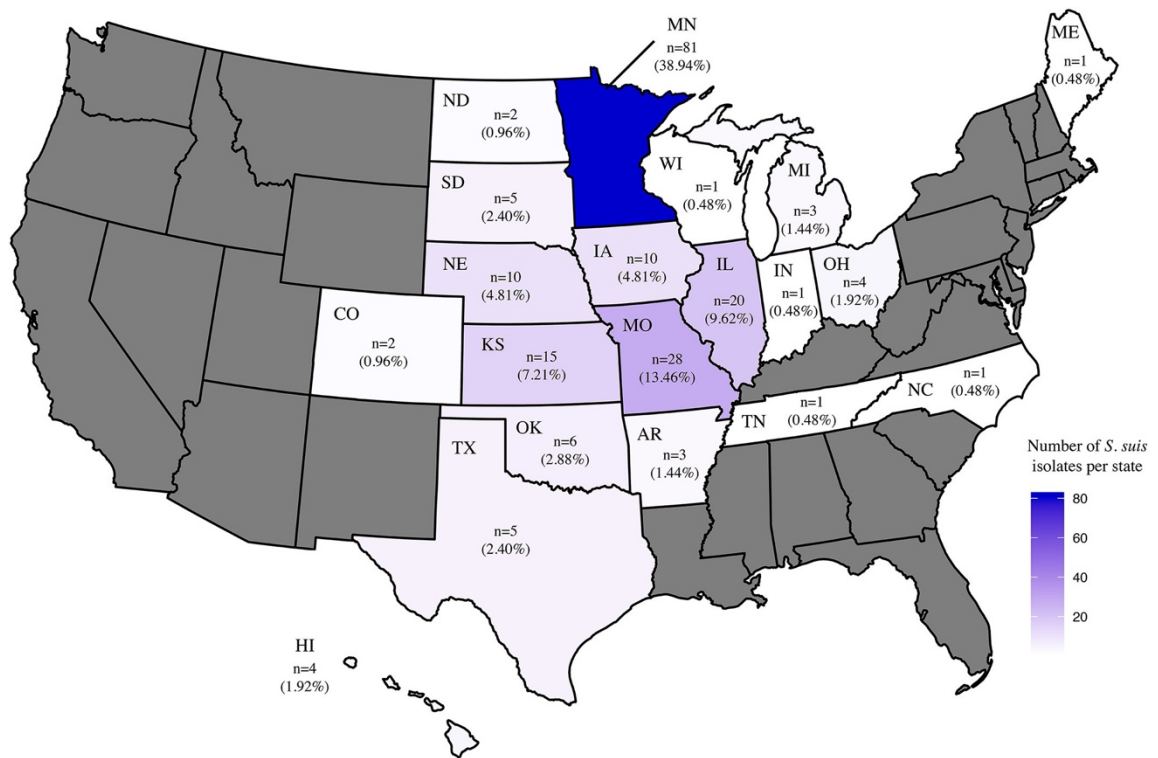 MN
n=81
(38.94%)
ME
n=1
(0.48%)
ND
n=2
(0.96%)
WI
n=1
(0.48%)
MI
n=3
(1.44%)
SD
n=5
(2.40%)
IA
n=10
(4.81%)
IL
n=20
(9.62%)
IN
n=1
(0.48%)
OH
n=4
(1.92%)
NE
n=10
(4.81%)
CO
n=2
(0.96%)
KS
n=15
(7.21%)
MO
n=28
(13.46%)
NC
n=1
(0.48%)
TN
n=1
(0.48%)
OK
n=6
(2.88%)
AR
n=3
(1.44%)
TX
n=5
(2.40%)
HI
n=4
(1.92%)
Number of S. suis
isolates per state
80
60
40
20